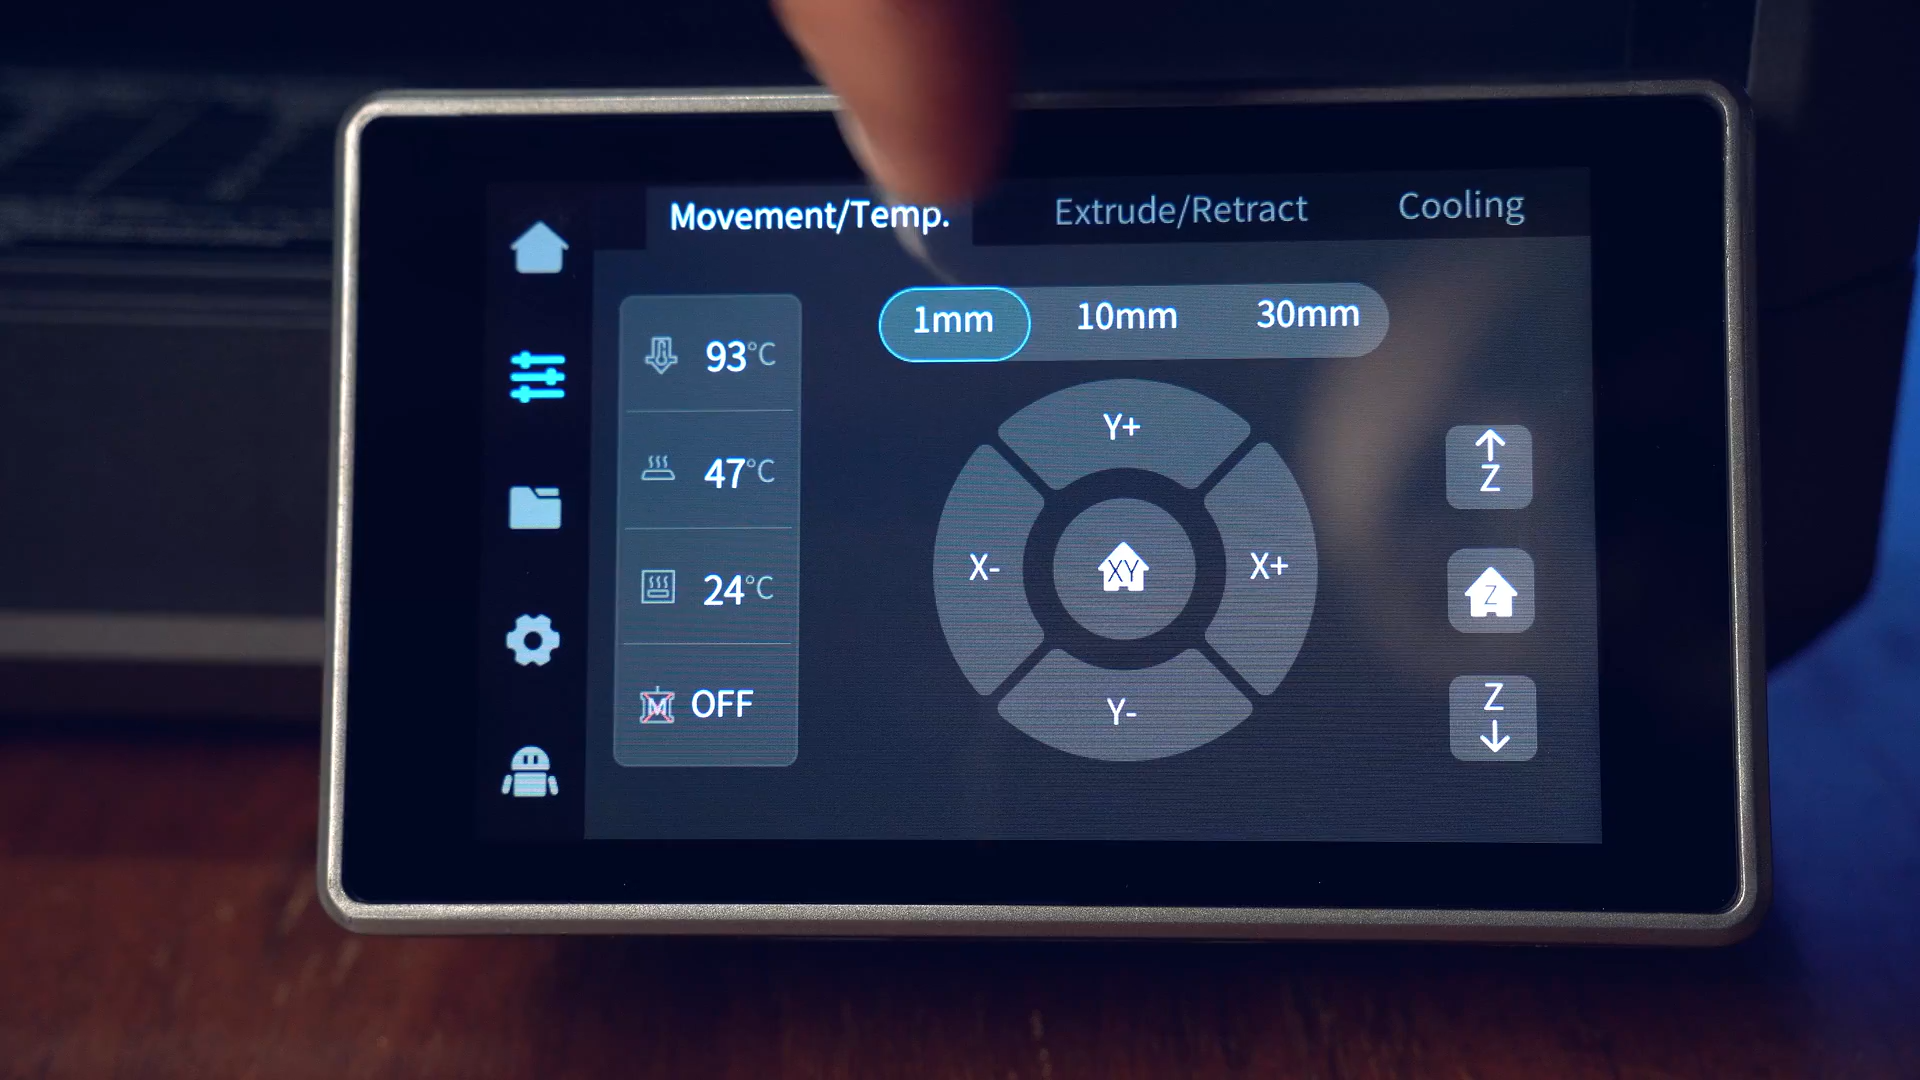 Movement/Temp. Extrude/Retract Cooling
1mm 10mm 30mm
93°C
47°C
24°C
M OFF
Y+
X- XY X+
Y-
Z
Z
Z